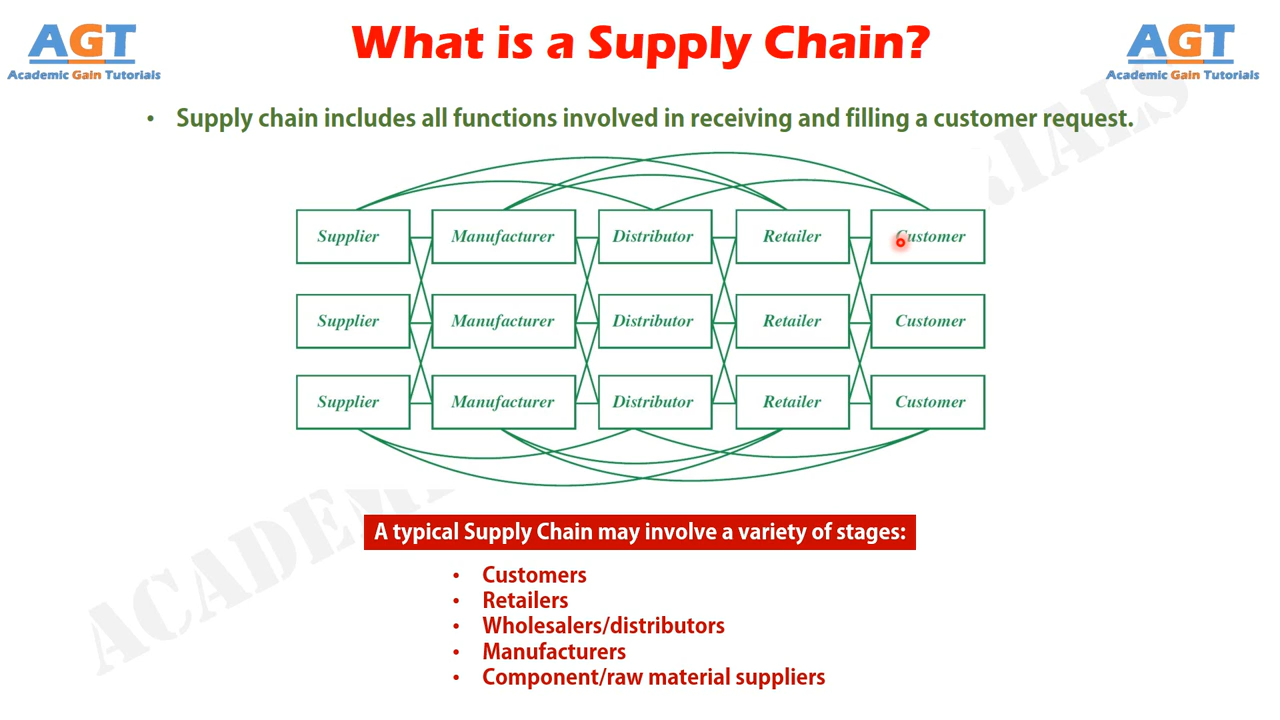 AGT
Academic Gain Tutorials
What is a Supply Chain?
AGT
Academic Gain Tutorials
• Supply chain includes all functions involved in receiving and filling a customer request.
Supplier Manufacturer Distributor Retailer Customer
Supplier Manufacturer Distributor Retailer Customer
Supplier Manufacturer Distributor Retailer Customer
A typical Supply Chain may involve a variety of stages:
• Customers
• Retailers
• Wholesalers/distributors
• Manufacturers
• Component/raw material suppliers